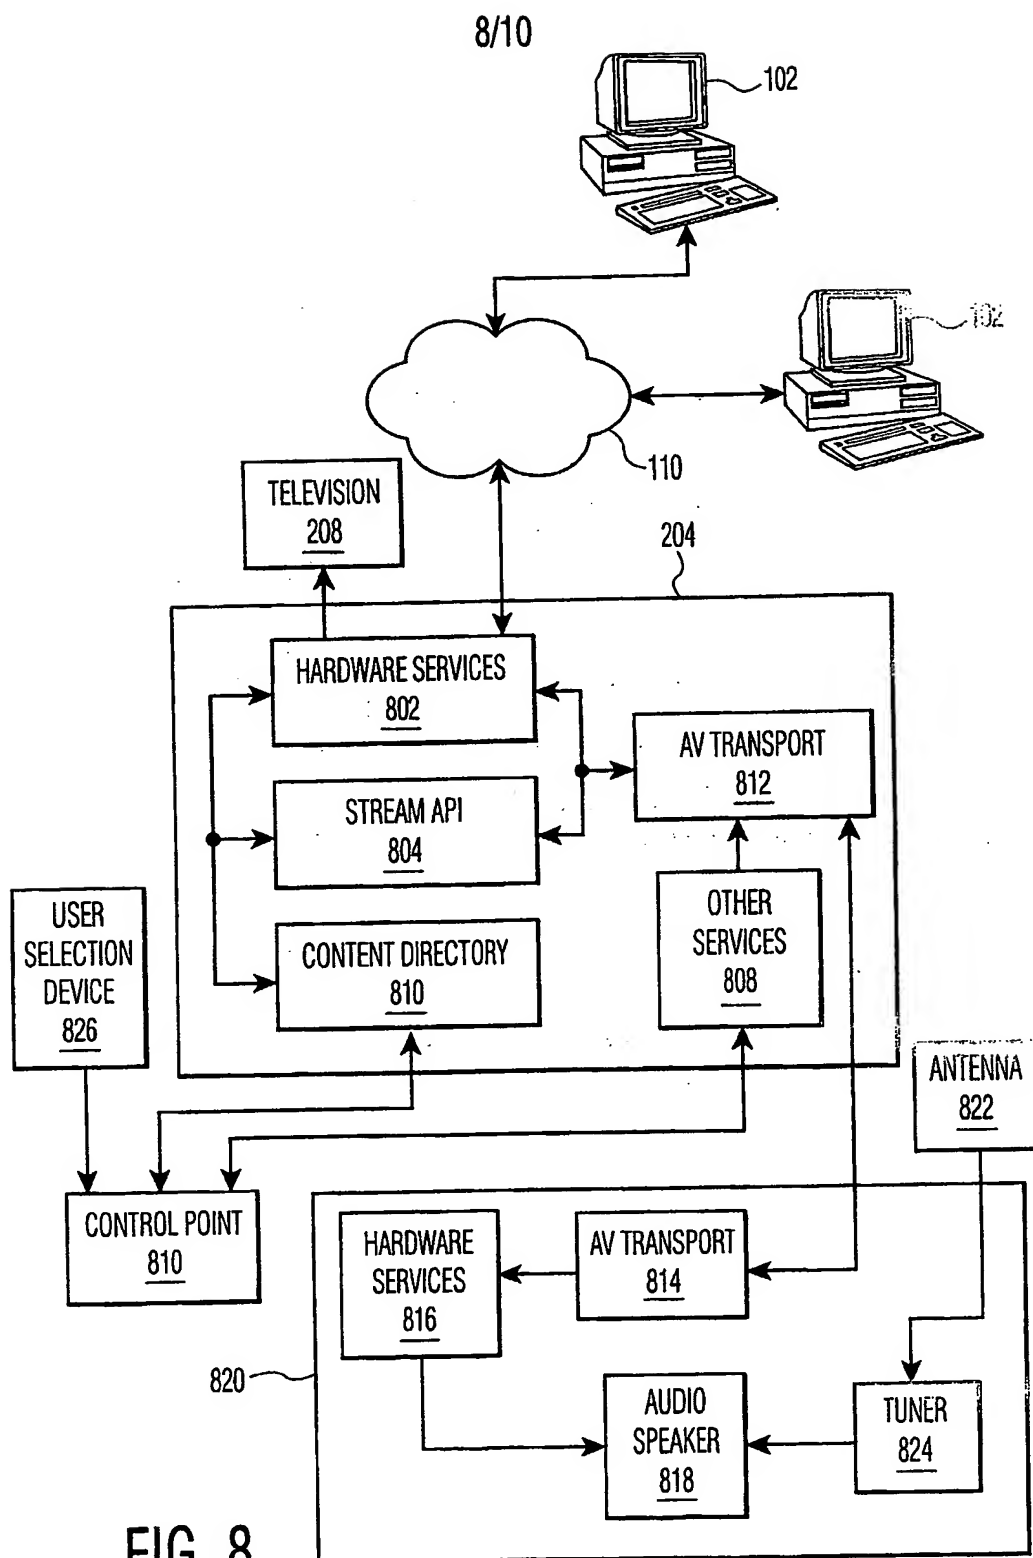 8/10
102
102
110
TELEVISION
208
204
HARDWARE SERVICES
802
AV TRANSPORT
812
STREAM API
804
USER
SELECTION
DEVICE
826
OTHER
SERVICES
808
CONTENT DIRECTORY
810
ANTENNA
822
CONTROL POINT
810
HARDWARE
SERVICES
816
AV TRANSPORT
814
820
AUDIO
SPEAKER
818
TUNER
824
FIG. 8